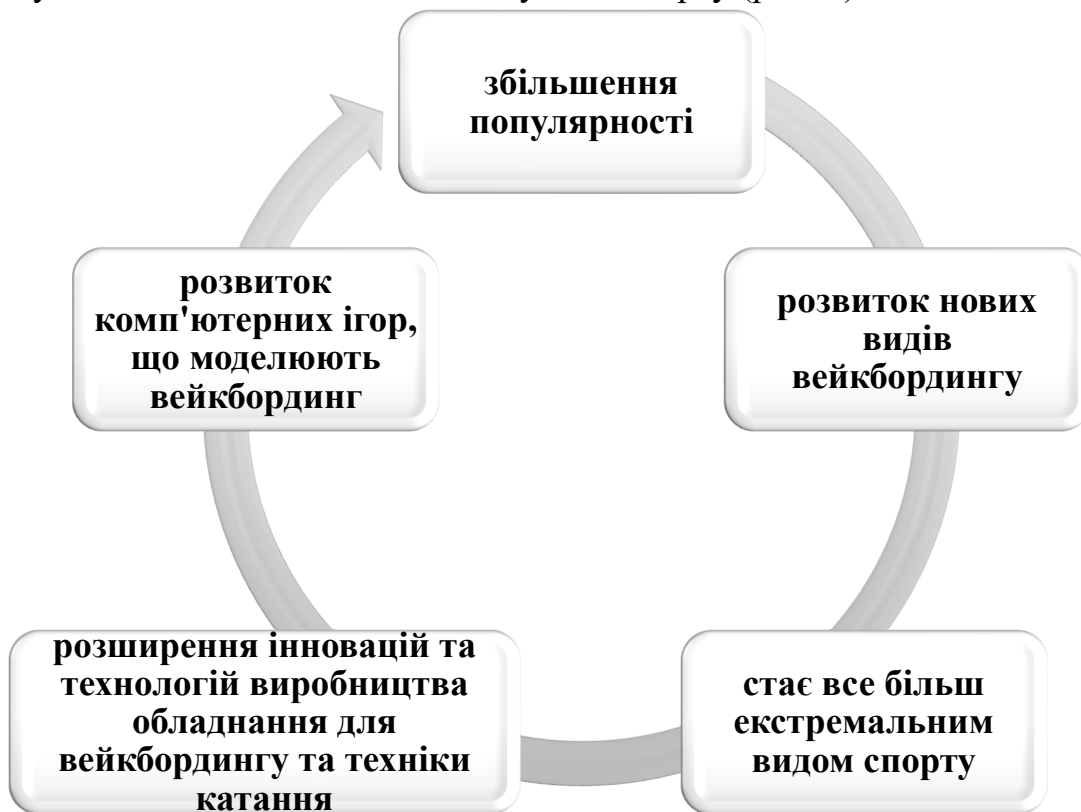 збільшення
популярності
розвиток нових
видів
вейкбордингу
стає все більш
екстремальним
видом спорту
розширення інновацій та
технологій виробництва
обладнання для
вейкбордингу та техніки
катання
розвиток
комп'ютерних ігор,
що моделюють
вейкбординг